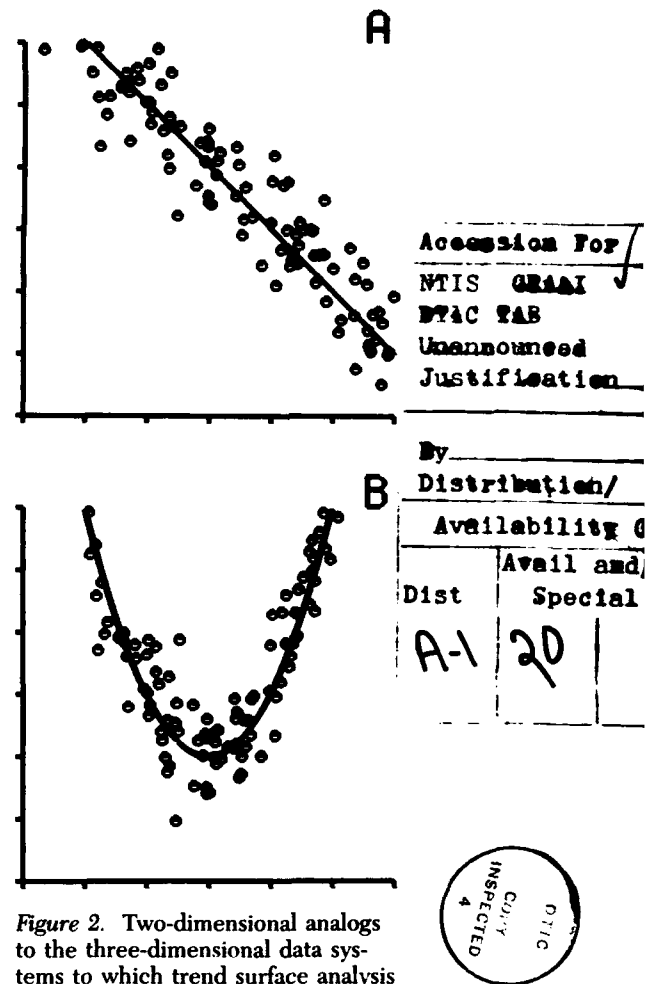 A
Accession For
NTIS GRA&I
DTIC TAB
Unannounced
Justification
By
Distribution/
B
Availability C
Avail and/
Dist Special
A-1 20
DTIC
COPY
INSPECTED
4
Figure 2. Two-dimensional analogs
to the three-dimensional data sys-
tems to which trend surface analysis